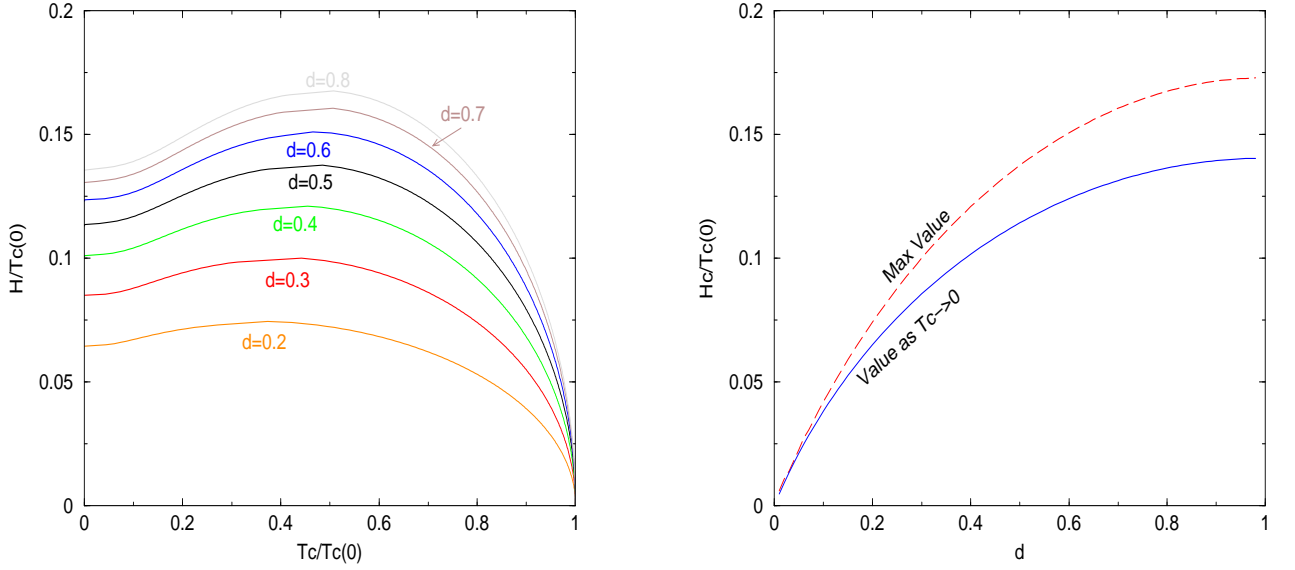 0.2
0.15
0.1
0.05
0
H/Tc(0)
d=0.8
d=0.7
d=0.6
d=0.5
d=0.4
d=0.3
d=0.2
0 0.2 0.4 0.6 0.8 1
Tc/Tc(0)
0.2
0.15
0.1
0.05
0
Hc/Tc(0)
Max Value
Value as Tc->0
0 0.2 0.4 0.6 0.8 1
d